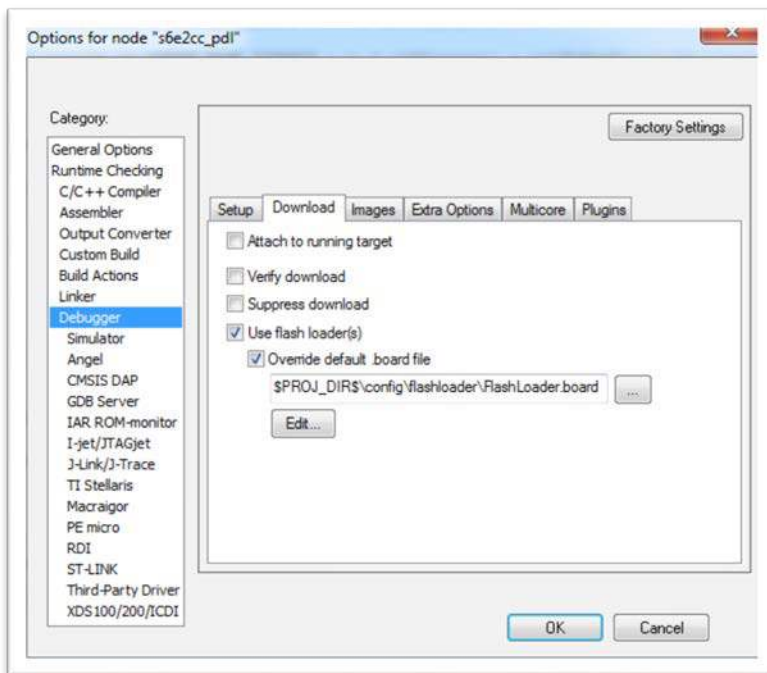 Options for node "s6e2cc_pdl"
Category:
General Options
Runtime Checking
C/C++ Compiler
Assembler
Output Converter
Custom Build
Build Actions
Linker
Debugger
Simulator
Angel
CMSIS DAP
GDB Server
IAR ROM-monitor
I-jet/JTAGjet
J-Link/J-Trace
TI Stellaris
Macraigor
PE micro
RDI
ST-LINK
Third-Party Driver
XDS100/200/ICDI
Factory Settings
Setup Download Images Extra Options Multicore Plugins
Attach to running target
Verify download
Suppress download
Use flash loader(s)
Override default .board file
$PROJ_DIR$\config\flashloader\FlashLoader.board ...
Edit...
OK Cancel